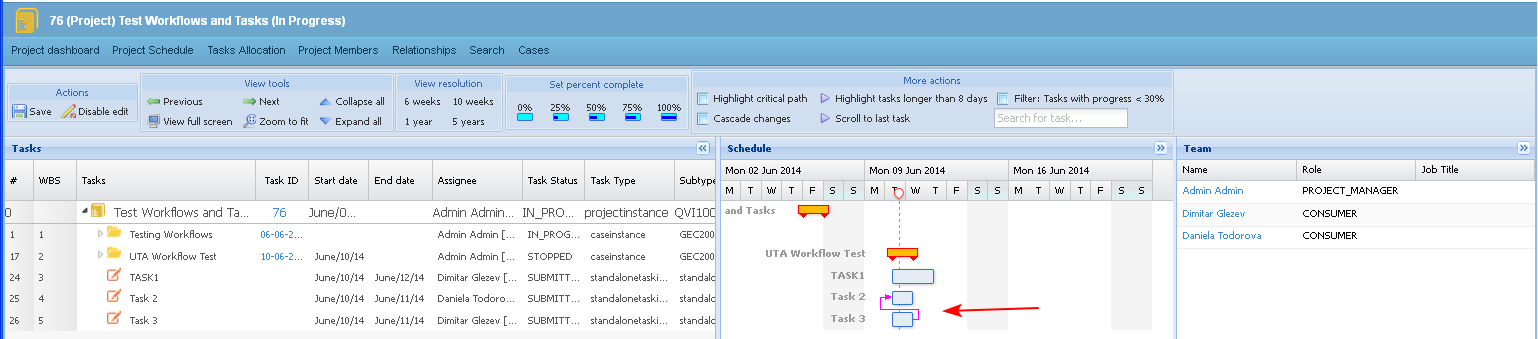 76 (Project) Test Workflows and Tasks (In Progress)
Project dashboard Project Schedule Tasks Allocation Project Members Relationships Search Cases
Actions
Save Disable edit
View tools
Previous Next Collapse all
View full screen Zoom to fit Expand all
View resolution
6 weeks 10 weeks
1 year 5 years
Set percent complete
0% 25% 50% 75% 100%
More actions
Highlight critical path Highlight tasks longer than 8 days Filter: Tasks with progress < 30%
Cascade changes Scroll to last task Search for task...
Tasks
# WBS Tasks Task ID Start date End date Assignee Task Status Task Type Subtype
0 Test Workflows and Ta... 76 June/0... Admin Admin... IN_PRO... projectinstance QVI100
1 1 Testing Workflows 06-06-2... Admin Admin [... IN_PROG... caseinstance GEC200
17 2 UTA Workflow Test 10-06-2... June/10/14 Admin Admin [... STOPPED caseinstance GEC200
24 3 TASK1 June/10/14 June/12/14 Dimitar Glezev [... SUBMITT... standalonetaski... standalo
25 4 Task 2 June/10/14 June/11/14 Daniela Todoro... SUBMITT... standalonetaski... standalo
26 5 Task 3 June/10/14 June/11/14 Dimitar Glezev [... SUBMITT... standalonetaski... standalo
Schedule
Mon 02 Jun 2014 Mon 09 Jun 2014 Mon 16 Jun 2014
M T W T F S S M T W T F S S M T W T F S S
and Tasks
UTA Workflow Test
TASK1
Task 2
Task 3
Team
Name Role Job Title
Admin Admin PROJECT_MANAGER
Dimitar Glezev CONSUMER
Daniela Todorova CONSUMER